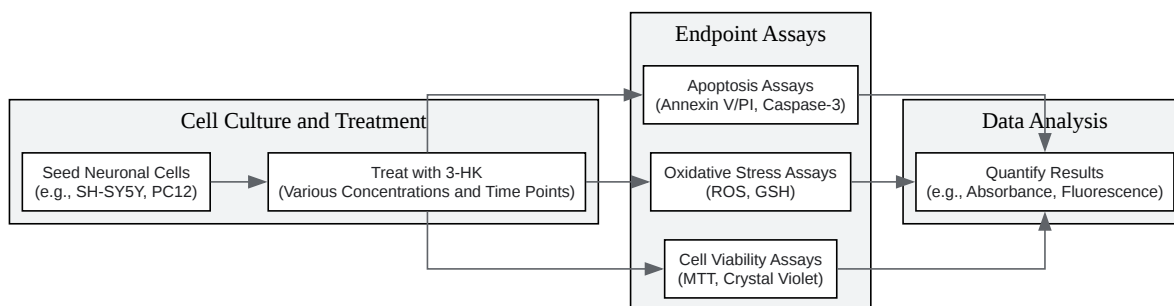 Cell Culture and Treatment
Seed Neuronal Cells
(e.g., SH-SY5Y, PC12)
Treat with 3-HK
(Various Concentrations and Time Points)
Endpoint Assays
Apoptosis Assays
(Annexin V/PI, Caspase-3)
Oxidative Stress Assays
(ROS, GSH)
Cell Viability Assays
(MTT, Crystal Violet)
Data Analysis
Quantify Results
(e.g., Absorbance, Fluorescence)